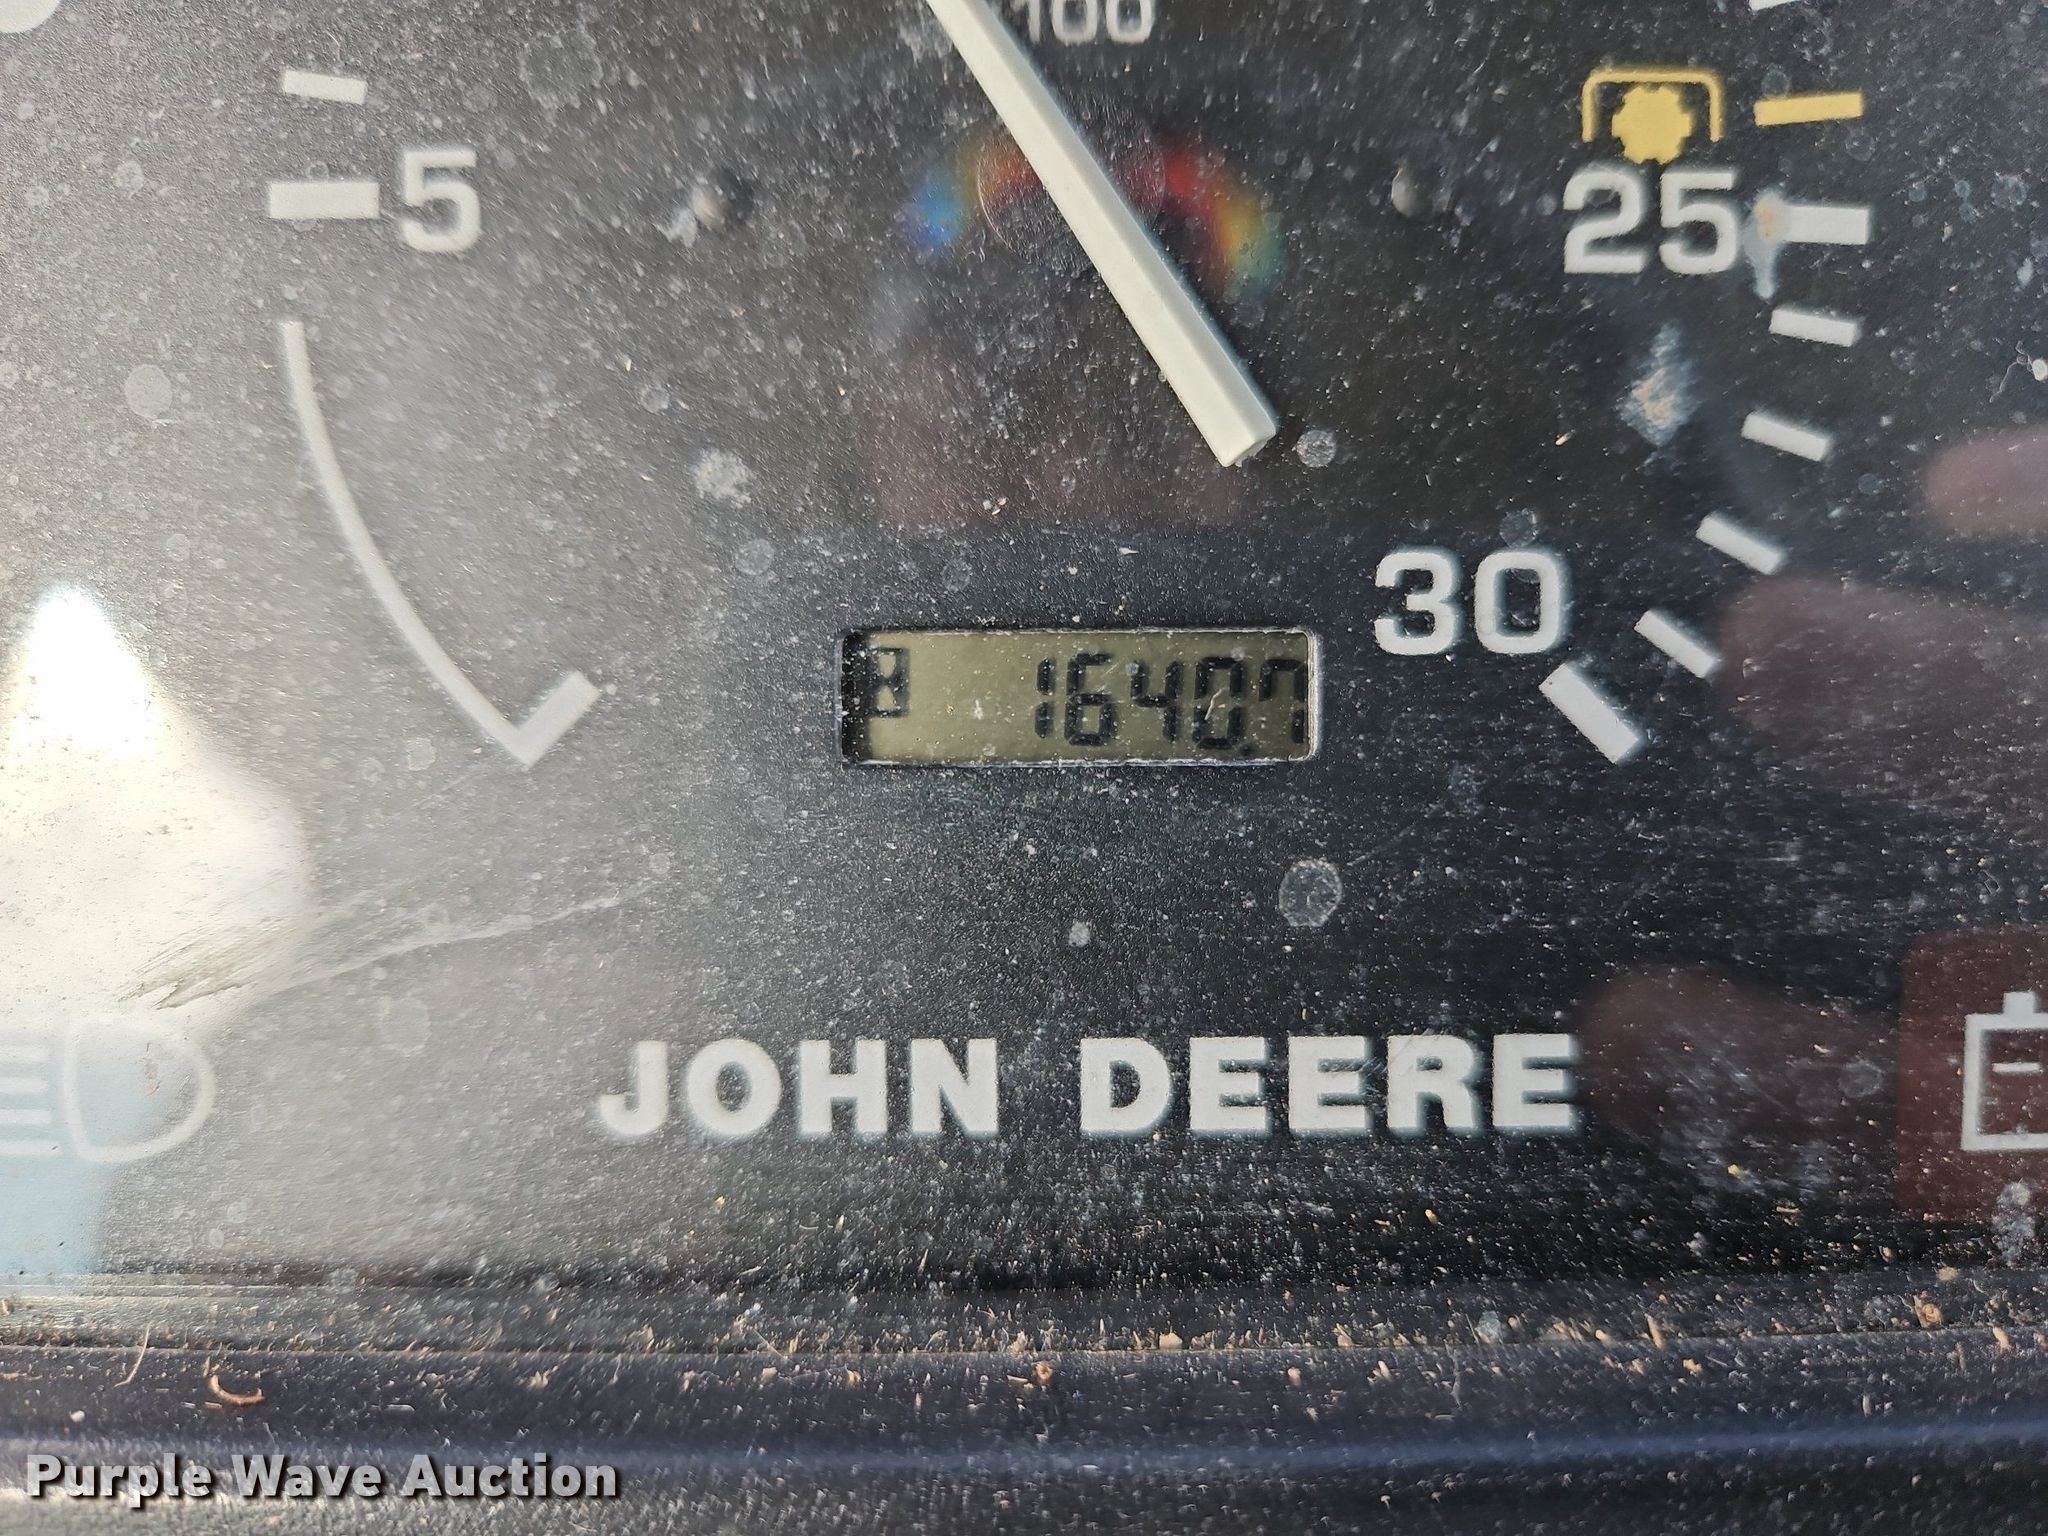 100
5
25
30
1640.7
JOHN DEERE
Purple Wave Auction